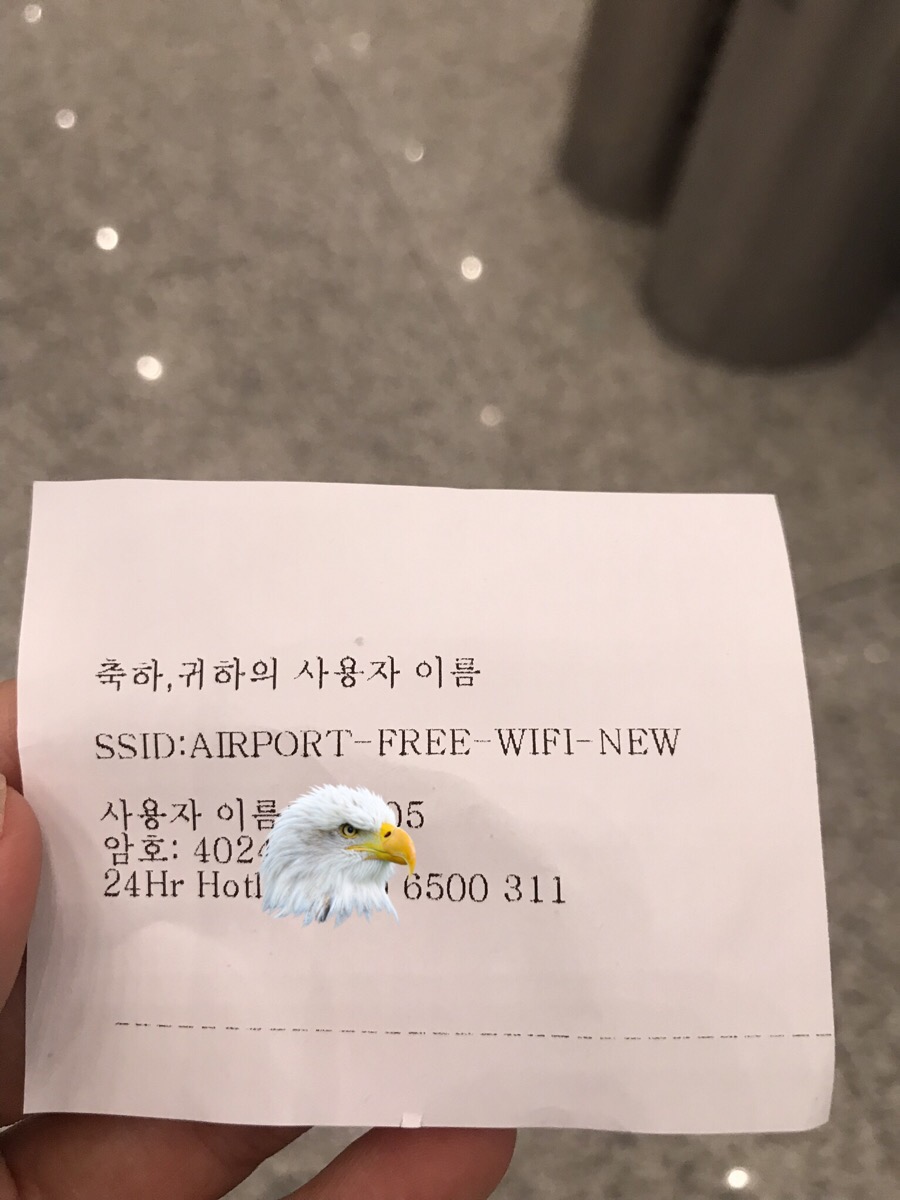 축하,귀하의 사용자 이름
SSID:AIRPORT-FREE-WIFI-NEW
사용자 이름 05
암호: 402
24Hr 6500 311